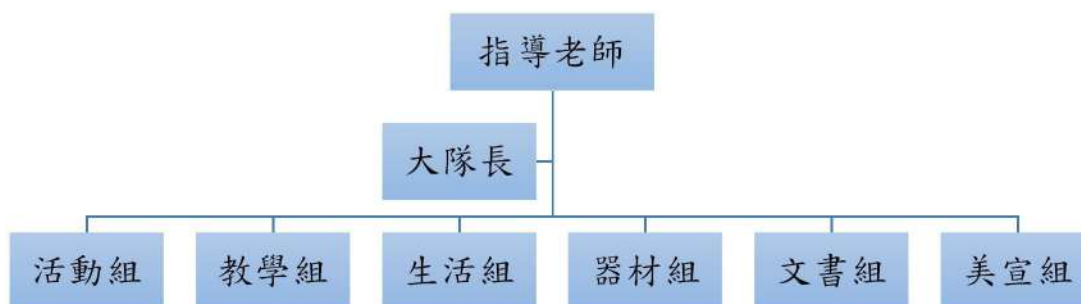 指導老師
大隊長
活動組
教學組
生活組
器材組
文書組
美宣組